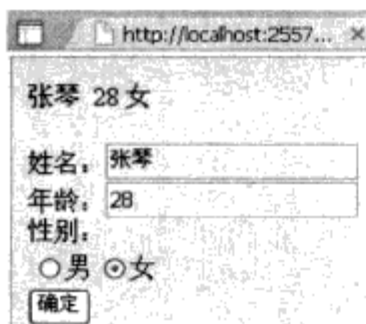 http://localhost:2557...
张琴 28 女
姓名：张琴
年龄：28
性别：
男 女
确定